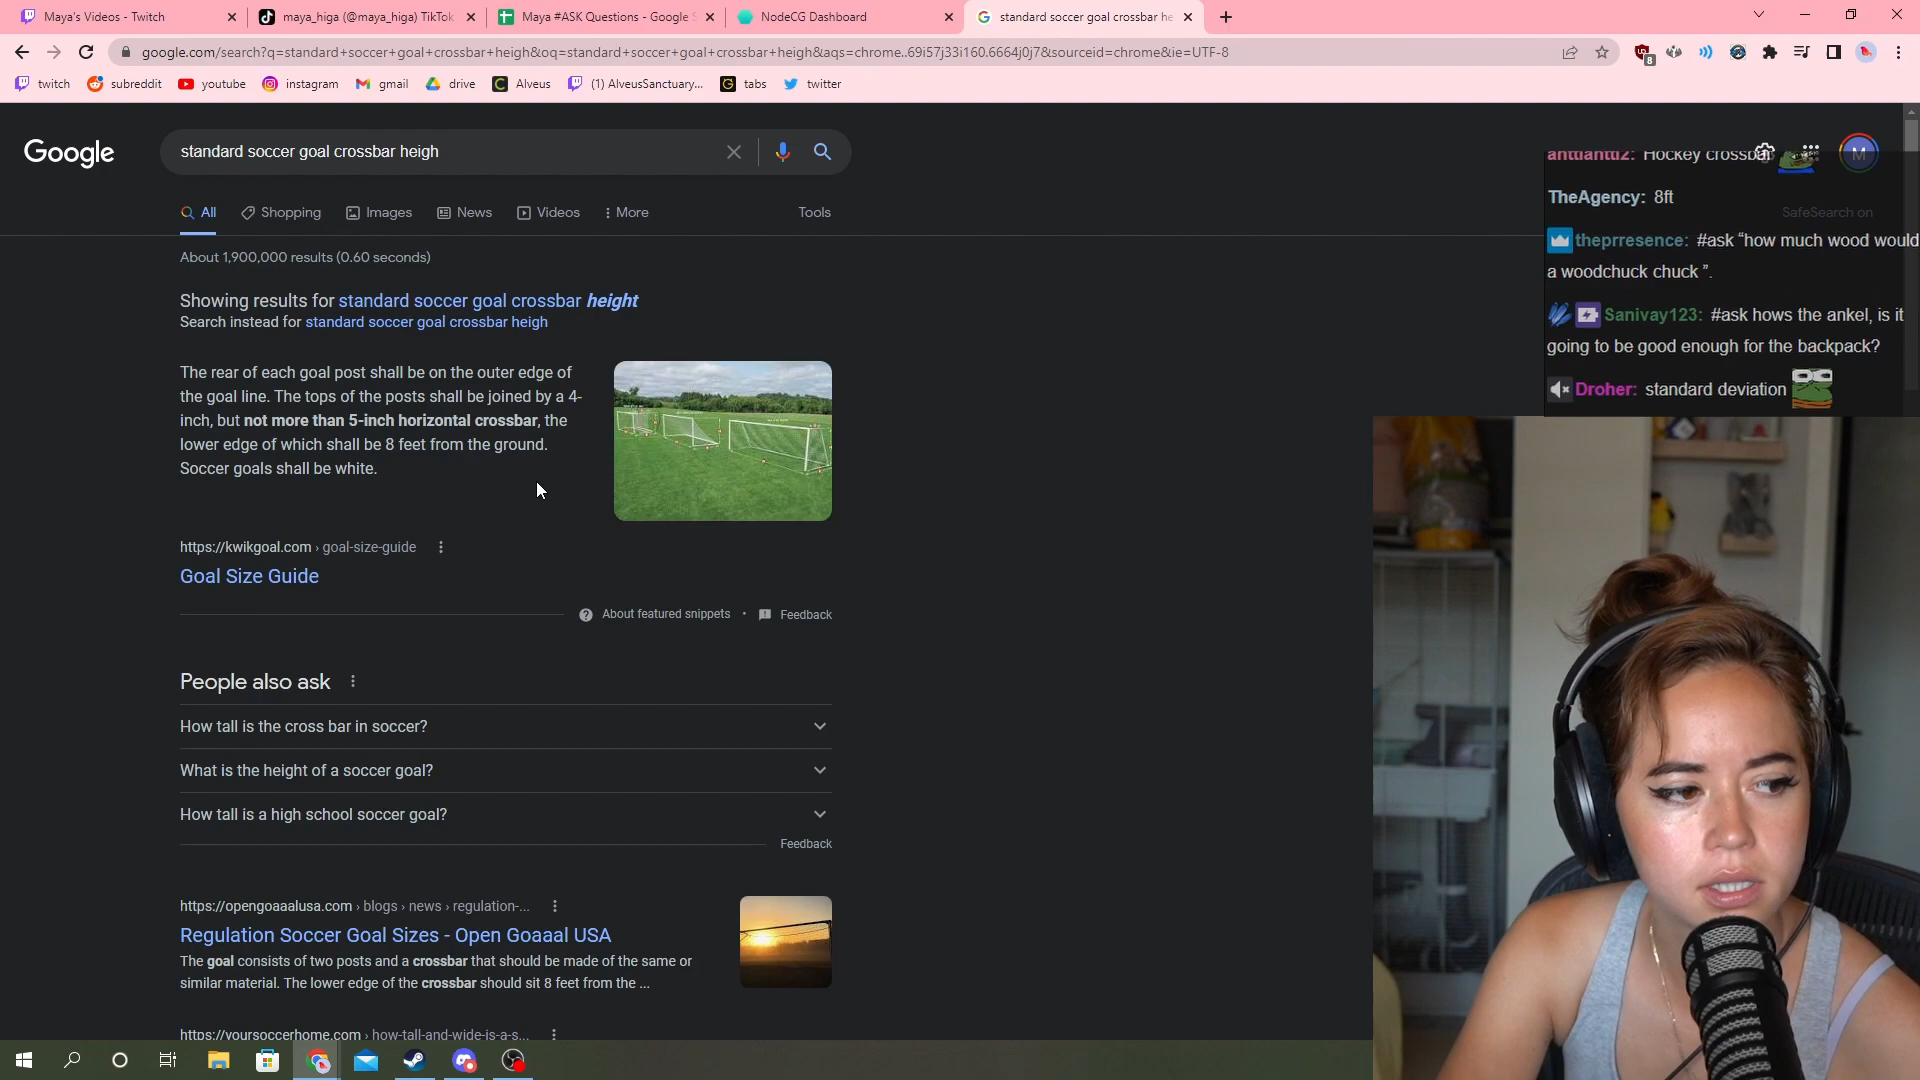 Maya's Videos - Twitch
maya_higa (@maya_higa) TikTok
Maya #ASK Questions - Google S
NodeCG Dashboard
standard soccer goal crossbar he
google.com/search?q=standard+soccer+goal+crossbar+heigh&oq=standard+soccer+goal+crossbar+heigh&aqs=chrome..69i57j33i160.6664j0j7&sourceid=chrome&ie=UTF-8
8
twitch
subreddit
youtube
instagram
gmail
drive
Alveus
(1) AlveusSanctuary...
tabs
twitter
Google
standard soccer goal crossbar heigh
M
All
Shopping
Images
News
Videos
More
Tools
SafeSearch on
About 1,900,000 results (0.60 seconds)
Showing results for standard soccer goal crossbar height
Search instead for standard soccer goal crossbar heigh
The rear of each goal post shall be on the outer edge of
the goal line. The tops of the posts shall be joined by a 4-
inch, but not more than 5-inch horizontal crossbar, the
lower edge of which shall be 8 feet from the ground.
Soccer goals shall be white.
https://kwikgoal.com › goal-size-guide
Goal Size Guide
About featured snippets
Feedback
People also ask
How tall is the cross bar in soccer?
What is the height of a soccer goal?
How tall is a high school soccer goal?
Feedback
https://opengoaaalusa.com › blogs › news › regulation-...
Regulation Soccer Goal Sizes - Open Goaaal USA
The goal consists of two posts and a crossbar that should be made of the same or
similar material. The lower edge of the crossbar should sit 8 feet from the ...
https://yoursoccerhome.com › how-tall-and-wide-is-a-s...
Hockey crossbar
TheAgency: 8ft
theprresence: #ask “how much wood would
a woodchuck chuck ”.
Sanivay123: #ask hows the ankel, is it
going to be good enough for the backpack?
Droher: standard deviation